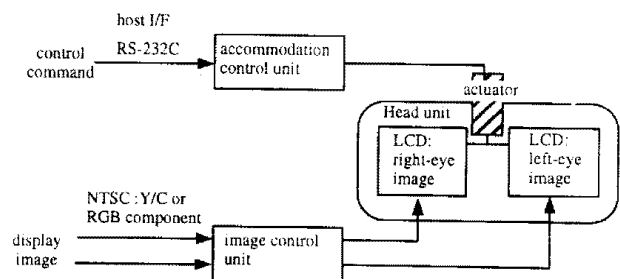 host I/F
RS-232C
control
command
accommodation
control unit
actuator
Head unit
LCD:
right-eye
image
LCD:
left-eye
image
NTSC : Y/C or
RGB component
display
image
image control
unit